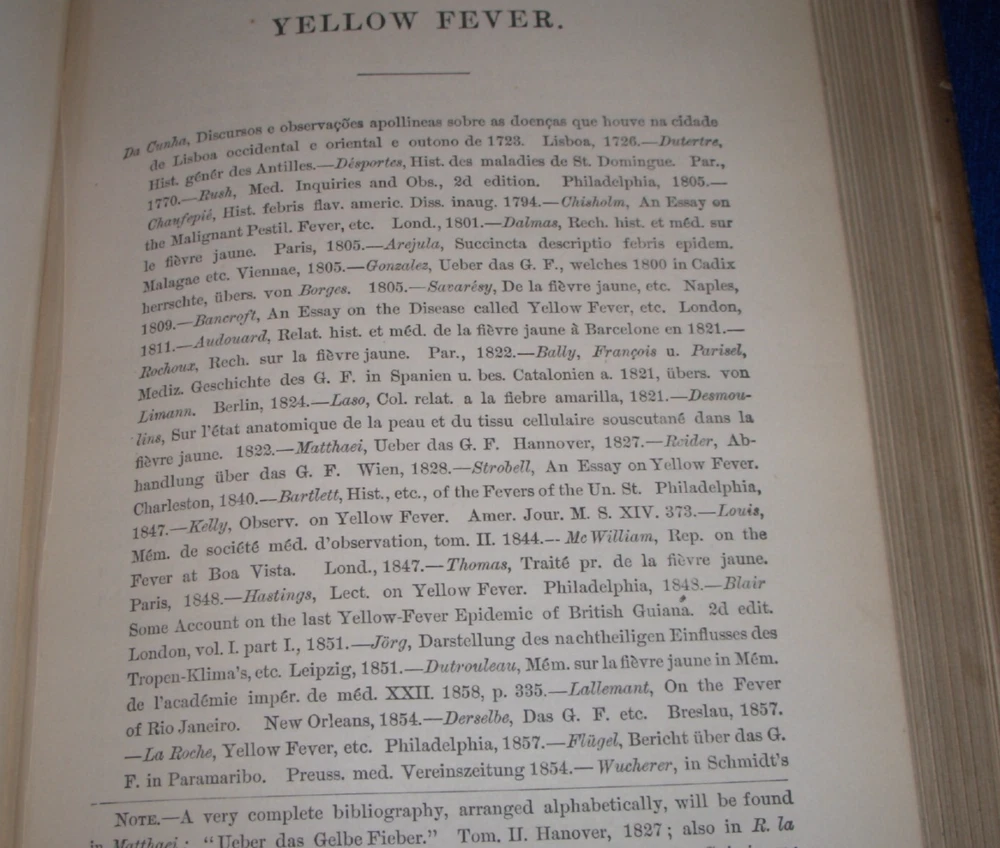 YELLOW FEVER.
Da Cunha, Discursos e observações apollineas sobre as doenças que houve na cidade
de Lisboa occidental e oriental e outono de 1723. Lisboa, 1726.—Dutertre,
Hist. génér des Antilles.—Désportes, Hist. des maladies de St. Domingue. Par.,
1770.—Rush, Med. Inquiries and Obs., 2d edition. Philadelphia, 1805.—
Chaufepié, Hist. febris flav. americ. Diss. inaug. 1794.—Chisholm, An Essay on
the Malignant Pestil. Fever, etc. Lond., 1801.—Dalmas, Rech. hist. et méd. sur
le fièvre jaune. Paris, 1805.—Arejula, Succincta descriptio febris epidem.
Malagae etc. Viennae, 1805.—Gonzalez, Ueber das G. F., welches 1800 in Cadix
herrschte, übers. von Borges. 1805.—Savarésy, De la fièvre jaune, etc. Naples,
1809.—Bancroft, An Essay on the Disease called Yellow Fever, etc. London,
1811.—Audouard, Relat. hist. et méd. de la fièvre jaune à Barcelone en 1821.—
Rochoux, Rech. sur la fièvre jaune. Par., 1822.—Bally, François u. Parisel,
Mediz. Geschichte des G. F. in Spanien u. bes. Catalonien a. 1821, übers. von
Limann. Berlin, 1824.—Laso, Col. relat. a la fiebre amarilla, 1821.—Desmou-
lins, Sur l'état anatomique de la peau et du tissu cellulaire souscutané dans la
fièvre jaune. 1822.—Matthaei, Ueber das G. F. Hannover, 1827.—Reider, Ab-
handlung über das G. F. Wien, 1828.—Strobell, An Essay on Yellow Fever.
Charleston, 1840.—Bartlett, Hist., etc., of the Fevers of the Un. St. Philadelphia,
1847.—Kelly, Observ. on Yellow Fever. Amer. Jour. M. S. XIV. 373.—Louis,
Mém. de société méd. d'observation, tom. II. 1844.—McWilliam, Rep. on the
Fever at Boa Vista. Lond., 1847.—Thomas, Traité pr. de la fièvre jaune.
Paris, 1848.—Hastings, Lect. on Yellow Fever. Philadelphia, 1848.—Blair
Some Account on the last Yellow-Fever Epidemic of British Guiana. 2d edit.
London, vol. I. part I., 1851.—Jörg, Darstellung des nachtheiligen Einflusses des
Tropen-Klima's, etc. Leipzig, 1851.—Dutrouleau, Mém. sur la fièvre jaune in Mém.
de l'académie impér. de méd. XXII. 1858, p. 335.—Lallemant, On the Fever
of Rio Janeiro. New Orleans, 1854.—Derselbe, Das G. F. etc. Breslau, 1857.
—La Roche, Yellow Fever, etc. Philadelphia, 1857.—Flügel, Bericht über das G.
F. in Paramaribo. Preuss. med. Vereinszeitung 1854.—Wucherer, in Schmidt's
NOTE.—A very complete bibliography, arranged alphabetically, will be found
in Matthaei: "Ueber das Gelbe Fieber." Tom. II. Hanover, 1827; also in R. la